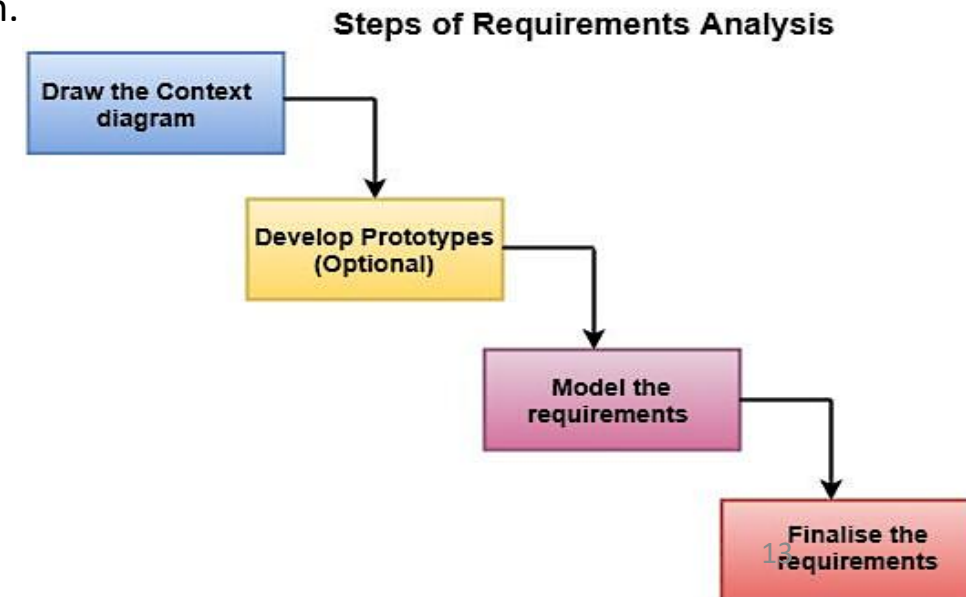 n.
Steps of Requirements Analysis
Draw the Context
diagram
Develop Prototypes
(Optional)
Model the
requirements
Finalise the
13
requirements